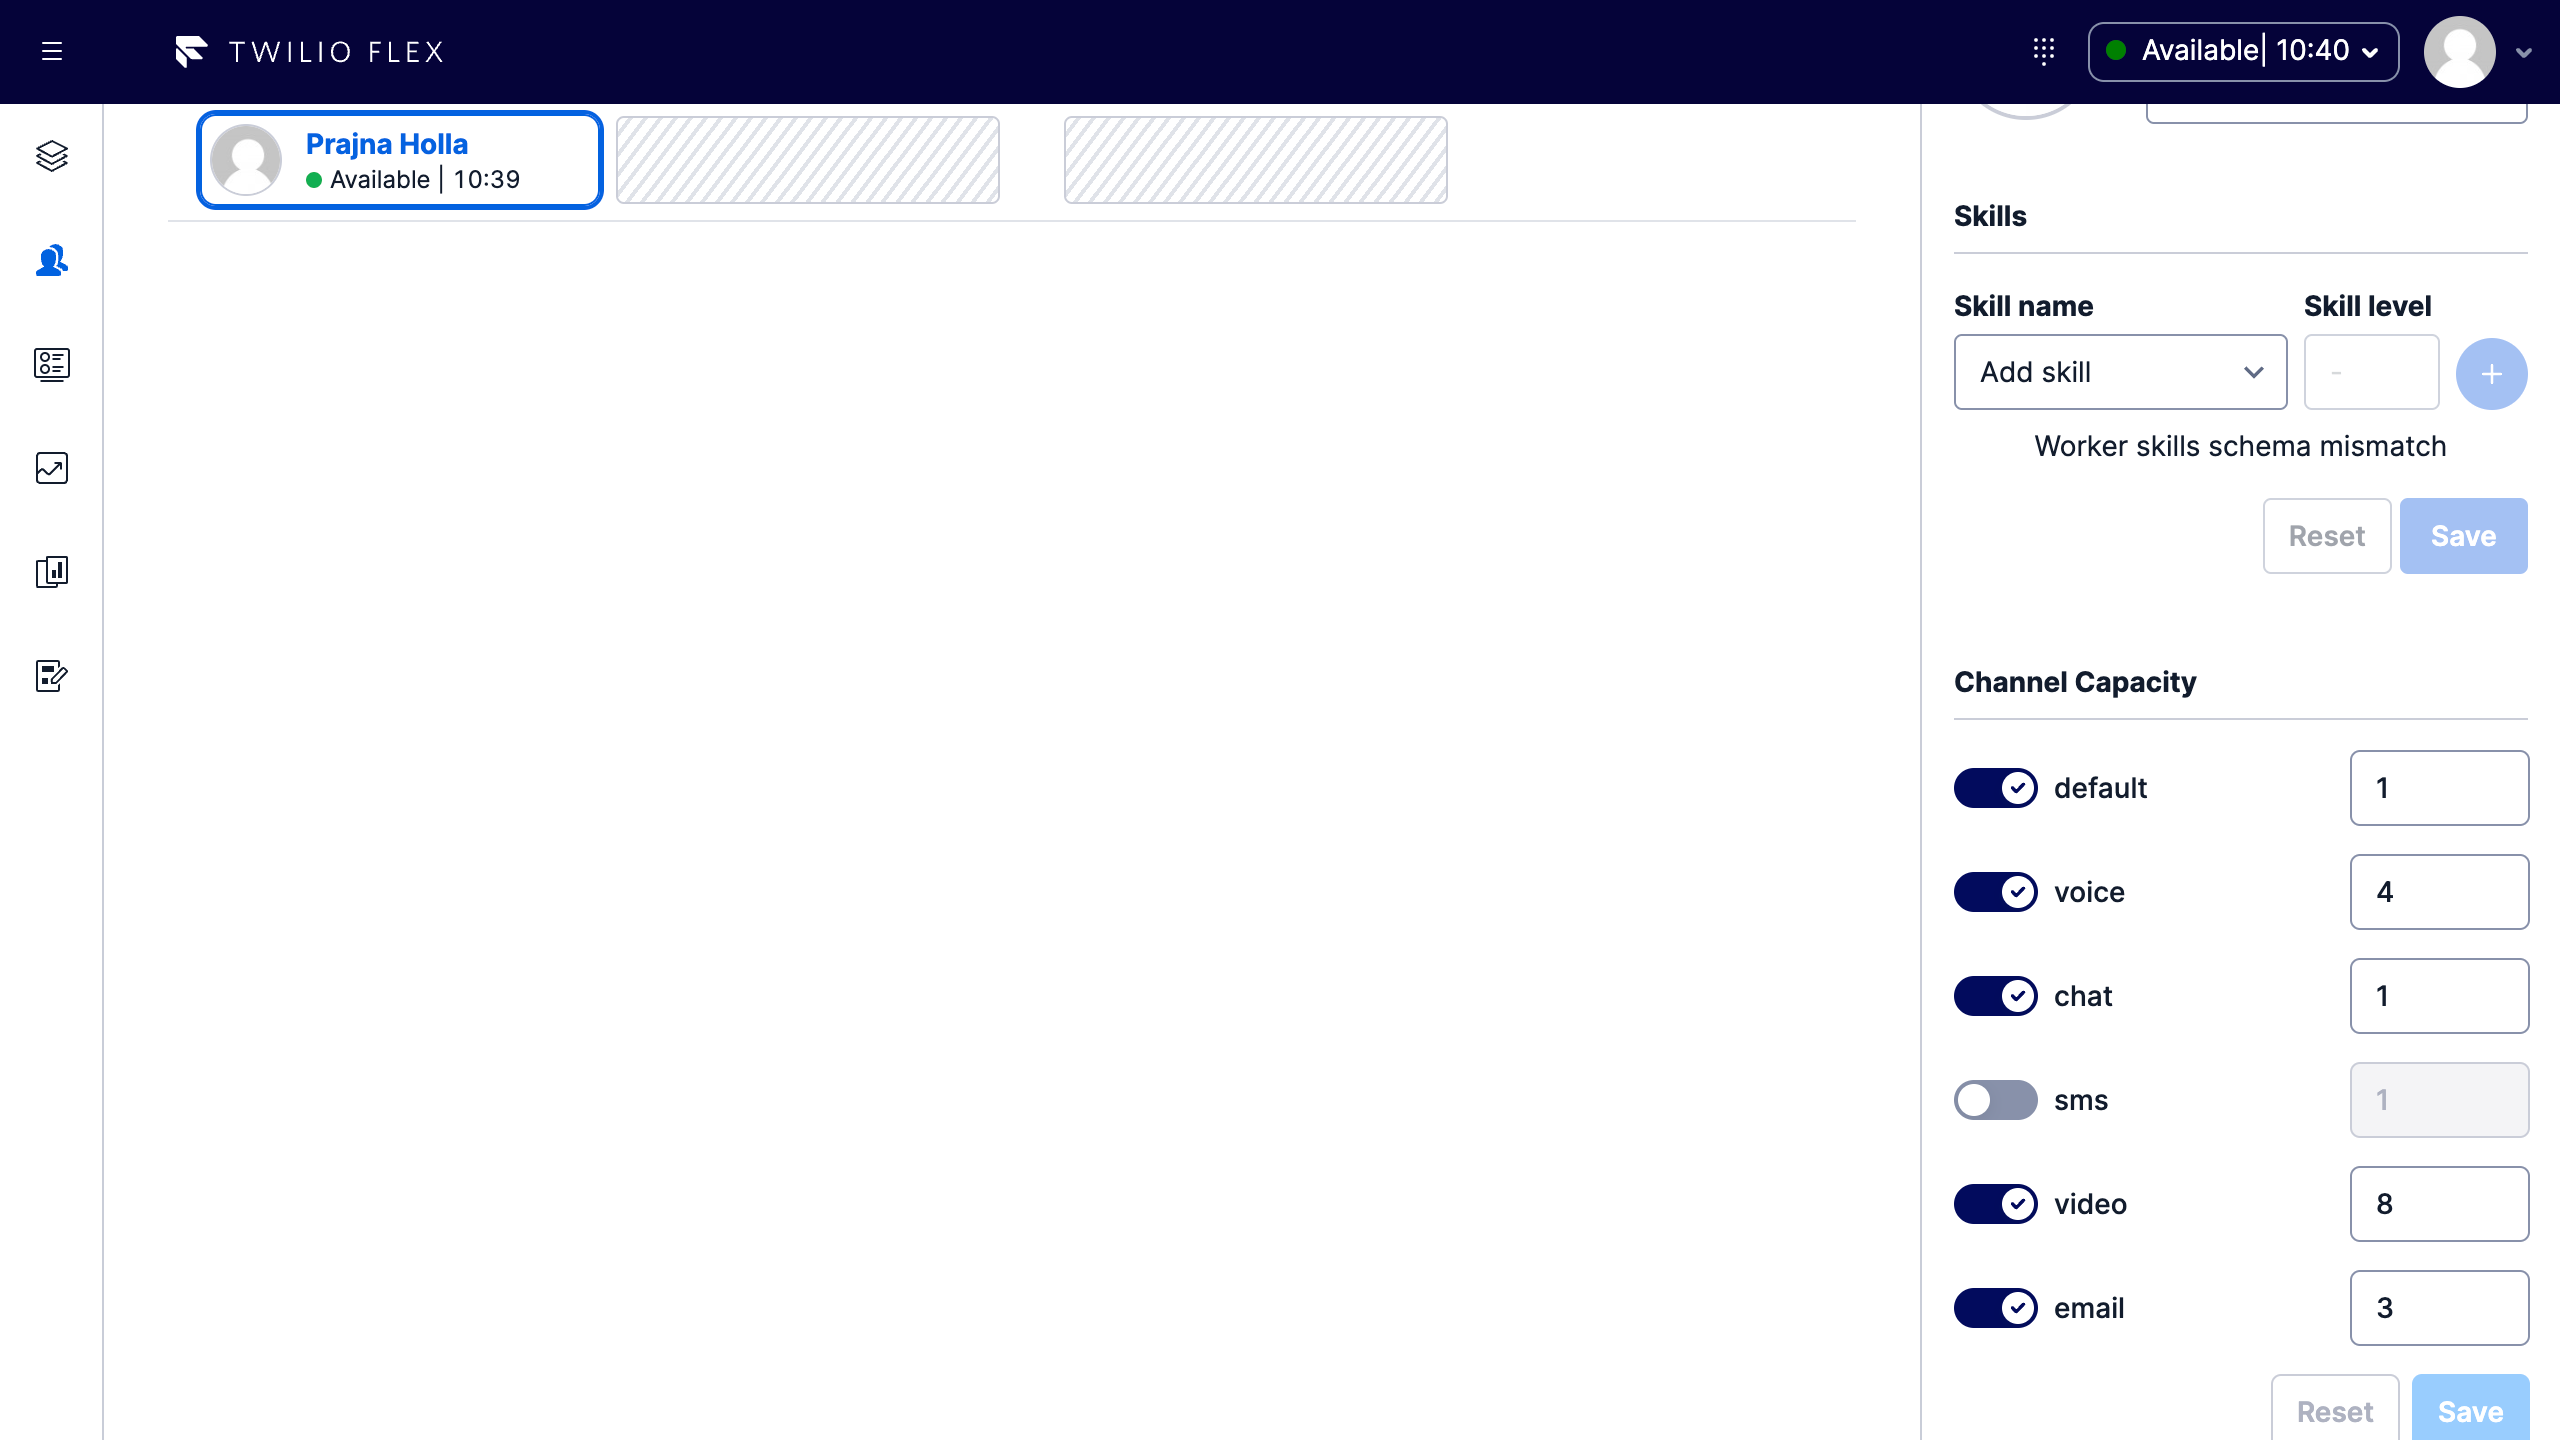 TWILIO FLEX
Available| 10:40
Prajna Holla
Available | 10:39
Skills
Skill name
Skill level
Add skill
-
Worker skills schema mismatch
Reset
Save
Channel Capacity
default
1
voice
4
chat
1
sms
1
video
8
email
3
Reset
Save